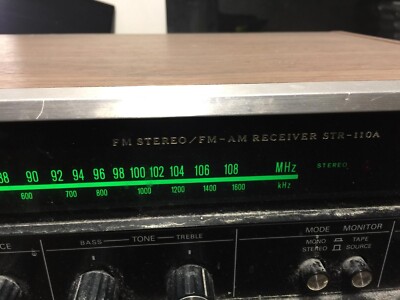 FM STEREO/FM-AM RECEIVER STR-110A
88 90 92 94 96 98 100 102 104 106 108 MHz
STEREO
600 700 800 1000 1200 1400 1600 kHz
MODE MONITOR
BASS TONE TREBLE
MONO TAPE
STEREO SOURCE